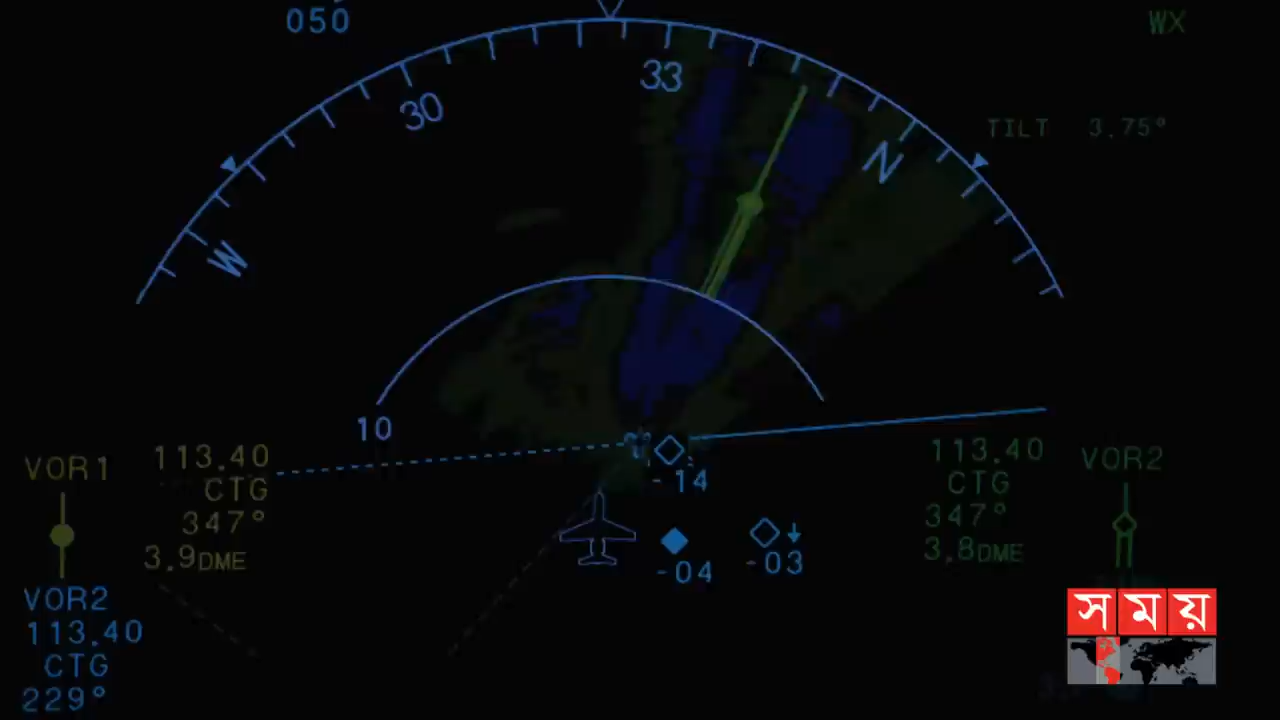 050
WX
33
30
TILT 3.75°
N
W
10
VOR1 113.40
CTG
347°
3.9DME
VOR2
113.40
CTG
229°
-14
-04
-03
113.40 VOR2
CTG
347°
3.8DME
সময়